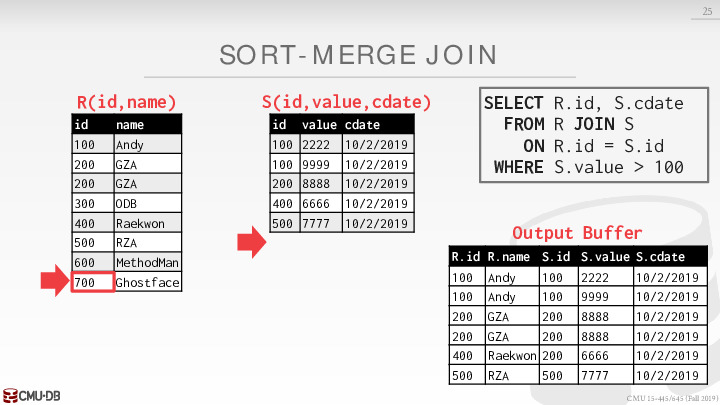 25
SORT-MERGE JOIN
R(id,name)
id name
100 Andy
200 GZA
200 GZA
300 ODB
400 Raekwon
500 RZA
600 MethodMan
700 Ghostface
S(id,value,cdate)
id value cdate
100 2222 10/2/2019
100 9999 10/2/2019
200 8888 10/2/2019
400 6666 10/2/2019
500 7777 10/2/2019
SELECT R.id, S.cdate
FROM R JOIN S
ON R.id = S.id
WHERE S.value > 100
Output Buffer
R.id R.name S.id S.value S.cdate
100 Andy 100 2222 10/2/2019
100 Andy 100 9999 10/2/2019
200 GZA 200 8888 10/2/2019
200 GZA 200 8888 10/2/2019
400 Raekwon 200 6666 10/2/2019
500 RZA 500 7777 10/2/2019
CMU·DB
CMU 15-445/645 (Fall 2019)